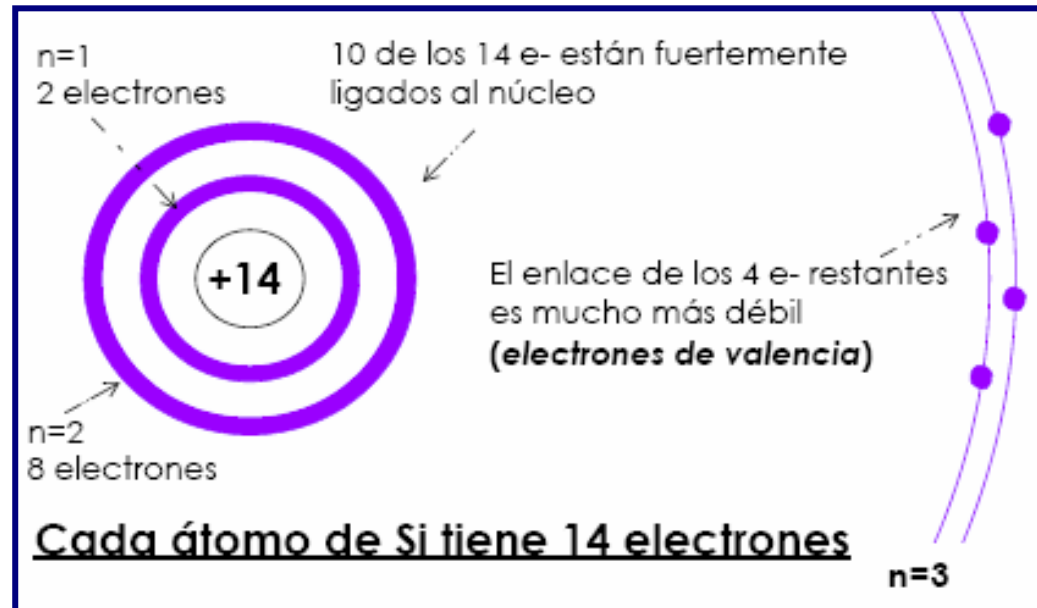 n=1
2 electrones
10 de los 14 e- están fuertemente
ligados al núcleo
+14
El enlace de los 4 e- restantes
es mucho más débil
(electrones de valencia)
n=2
8 electrones
Cada átomo de Si tiene 14 electrones
n=3